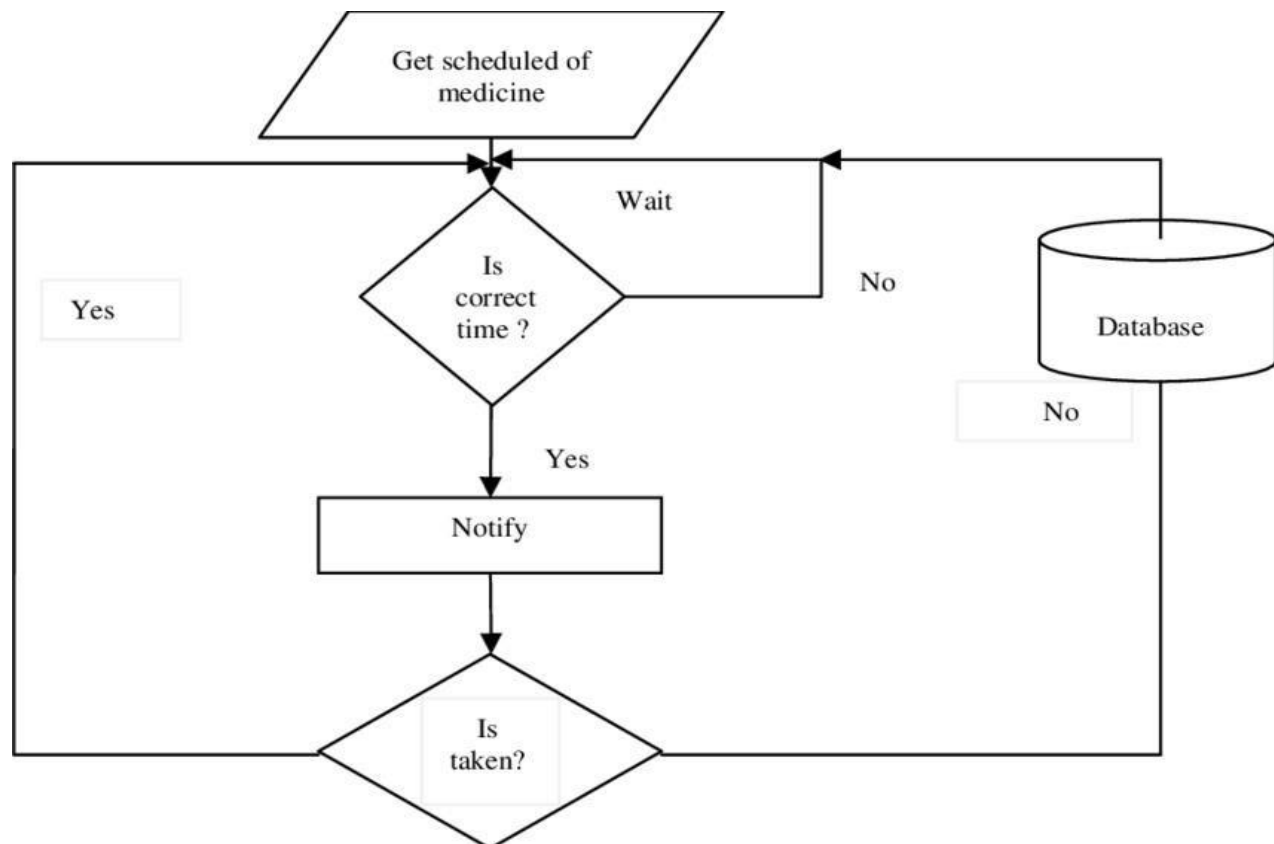 Get scheduled of
medicine
Wait
Is
correct
time ?
No
Yes
Database
No
Yes
Notify
Is
taken?